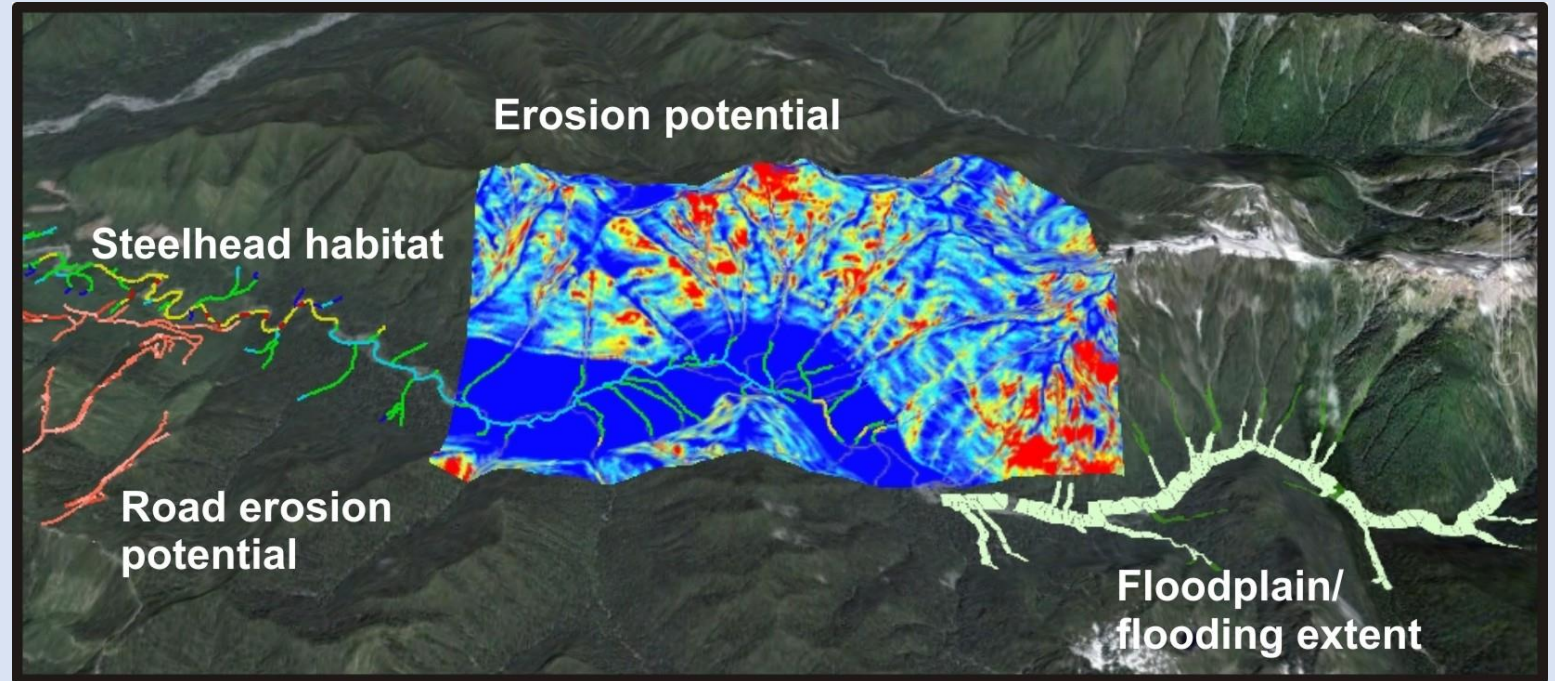 Erosion potential
Steelhead habitat
Road erosion
potential
Floodplain/
flooding extent